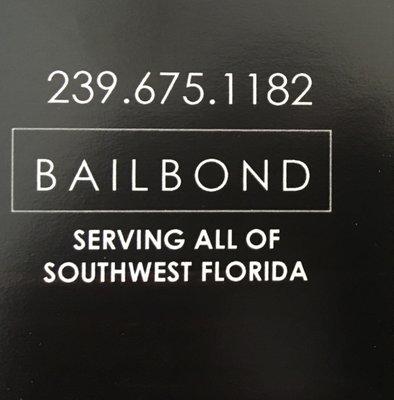 239.675.1182
BAILBOND
SERVING ALL OF
SOUTHWEST FLORIDA